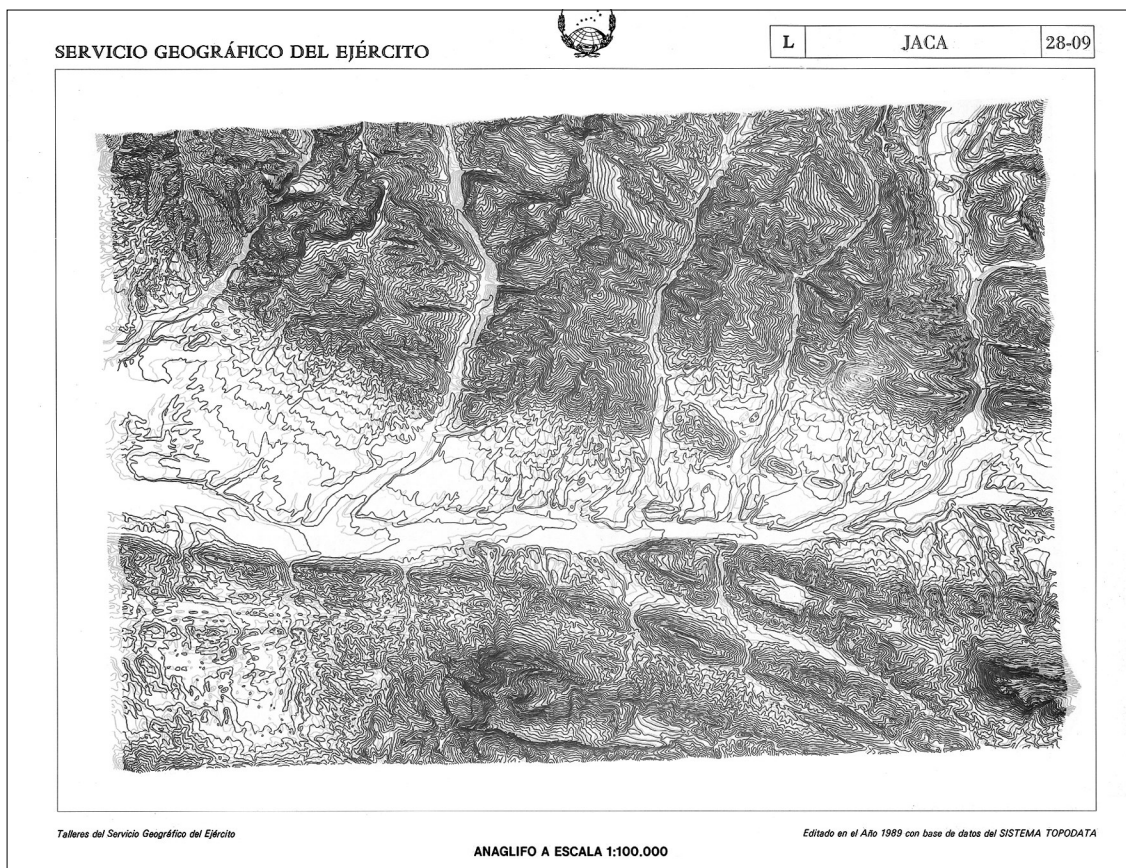 SERVICIO GEOGRÁFICO DEL EJÉRCITO
L JACA 28-09
Talleres del Servicio Geográfico del Ejército
Editado en el Año 1989 con base de datos del SISTEMA TOPODATA
ANAGLIFO A ESCALA 1:100.000